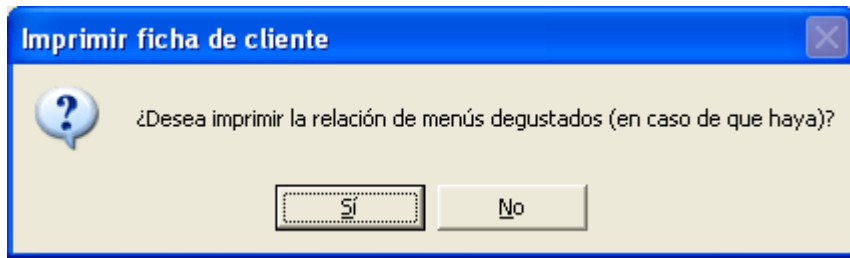 Imprimir ficha de cliente
¿Desea imprimir la relación de menús degustados (en caso de que haya)?
Sí
No